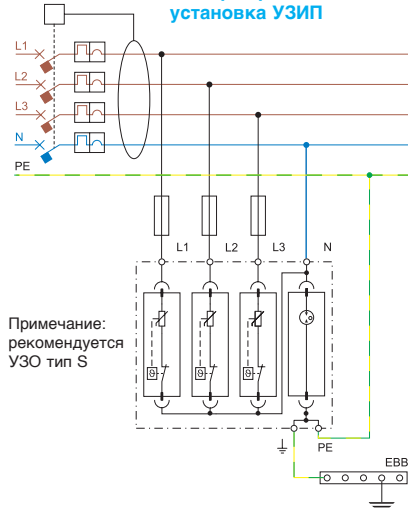 установка УЗИП
L1
L2
L3
N
PE
L1 L2 L3 N
ϑ ϑ ϑ
Примечание:
рекомендуется
УЗО тип S
PE
EBB